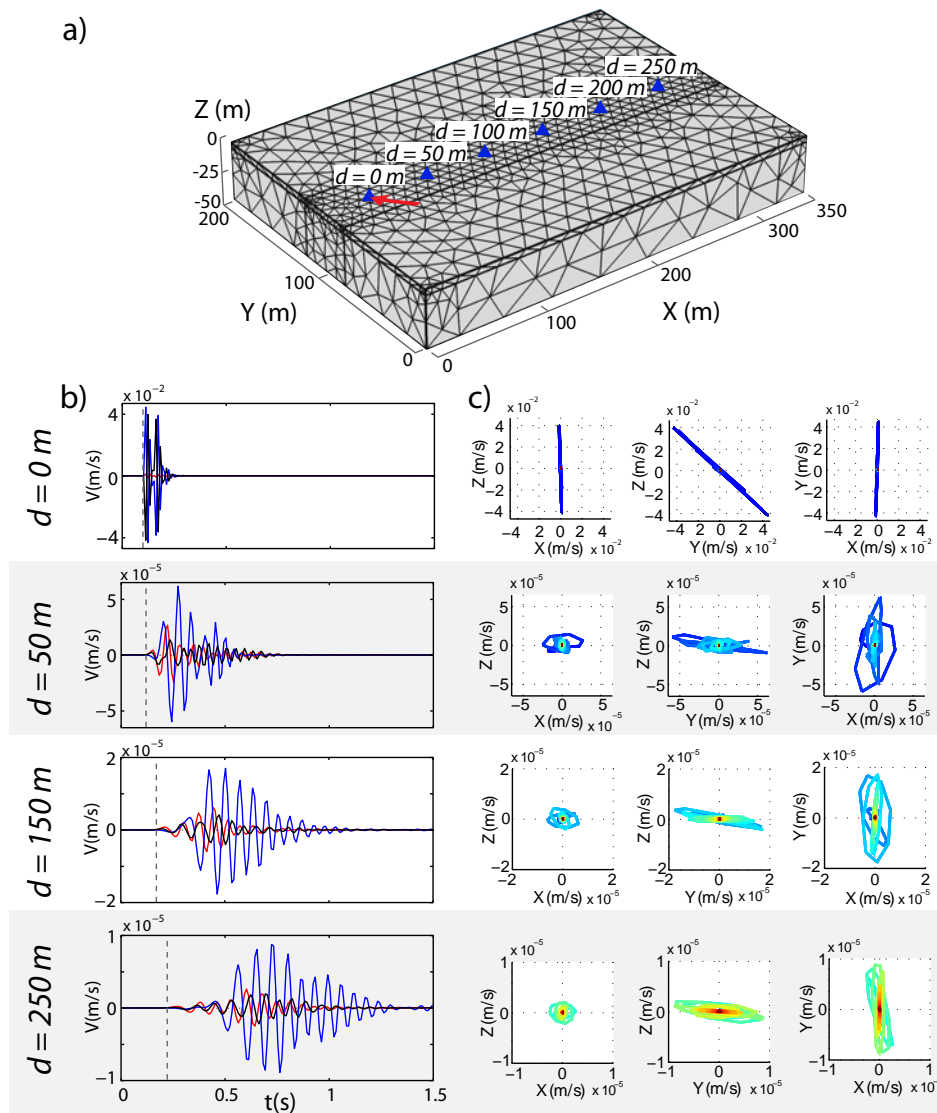 a)
d = 250 m
d = 200 m
d = 150 m
d = 100 m
d = 50 m
d = 0 m
Z (m)
0
-25
-50
200
100
0
Y (m)
0
100
200
300
350
X (m)
b)
c)
d = 0 m
x 10⁻²
4
0
−4
V(m/s)
x 10⁻²
4
2
0
−2
−4
Z (m/s)
−4
0
2
4
X (m/s) x 10⁻²
x 10⁻²
4
2
0
−2
−4
Z (m/s)
−4
−2
0
2
4
Y (m/s) x 10⁻²
x 10⁻²
4
2
0
−2
−4
Y (m/s)
−4
0
2
4
X (m/s) x 10⁻²
d = 50 m
x 10⁻⁵
5
0
−5
V(m/s)
x 10⁻⁵
5
0
−5
Z (m/s)
−5
0
5
X (m/s) x 10⁻⁵
x 10⁻⁵
5
0
−5
Z (m/s)
−5
0
5
Y (m/s) x 10⁻⁵
x 10⁻⁵
5
0
−5
Y (m/s)
−5
0
5
X (m/s) x 10⁻⁵
d = 150 m
x 10⁻⁵
2
0
−2
V(m/s)
x 10⁻⁵
2
0
−2
Z (m/s)
−2
0
2
X (m/s) x 10⁻⁵
x 10⁻⁵
2
0
−2
Z (m/s)
−2
0
2
Y (m/s) x 10⁻⁵
x 10⁻⁵
2
0
−2
Y (m/s)
−2
0
2
X (m/s) x 10⁻⁵
d = 250 m
x 10⁻⁵
1
0
−1
V(m/s)
0
0.5
1.0
1.5
t(s)
x 10⁻⁵
1
0
−1
Z (m/s)
−1
0
1
X (m/s) x 10⁻⁵
x 10⁻⁵
1
0
−1
Z (m/s)
−1
0
1
Y (m/s) x 10⁻⁵
x 10⁻⁵
1
0
−1
Y (m/s)
−1
0
1
X (m/s) x 10⁻⁵